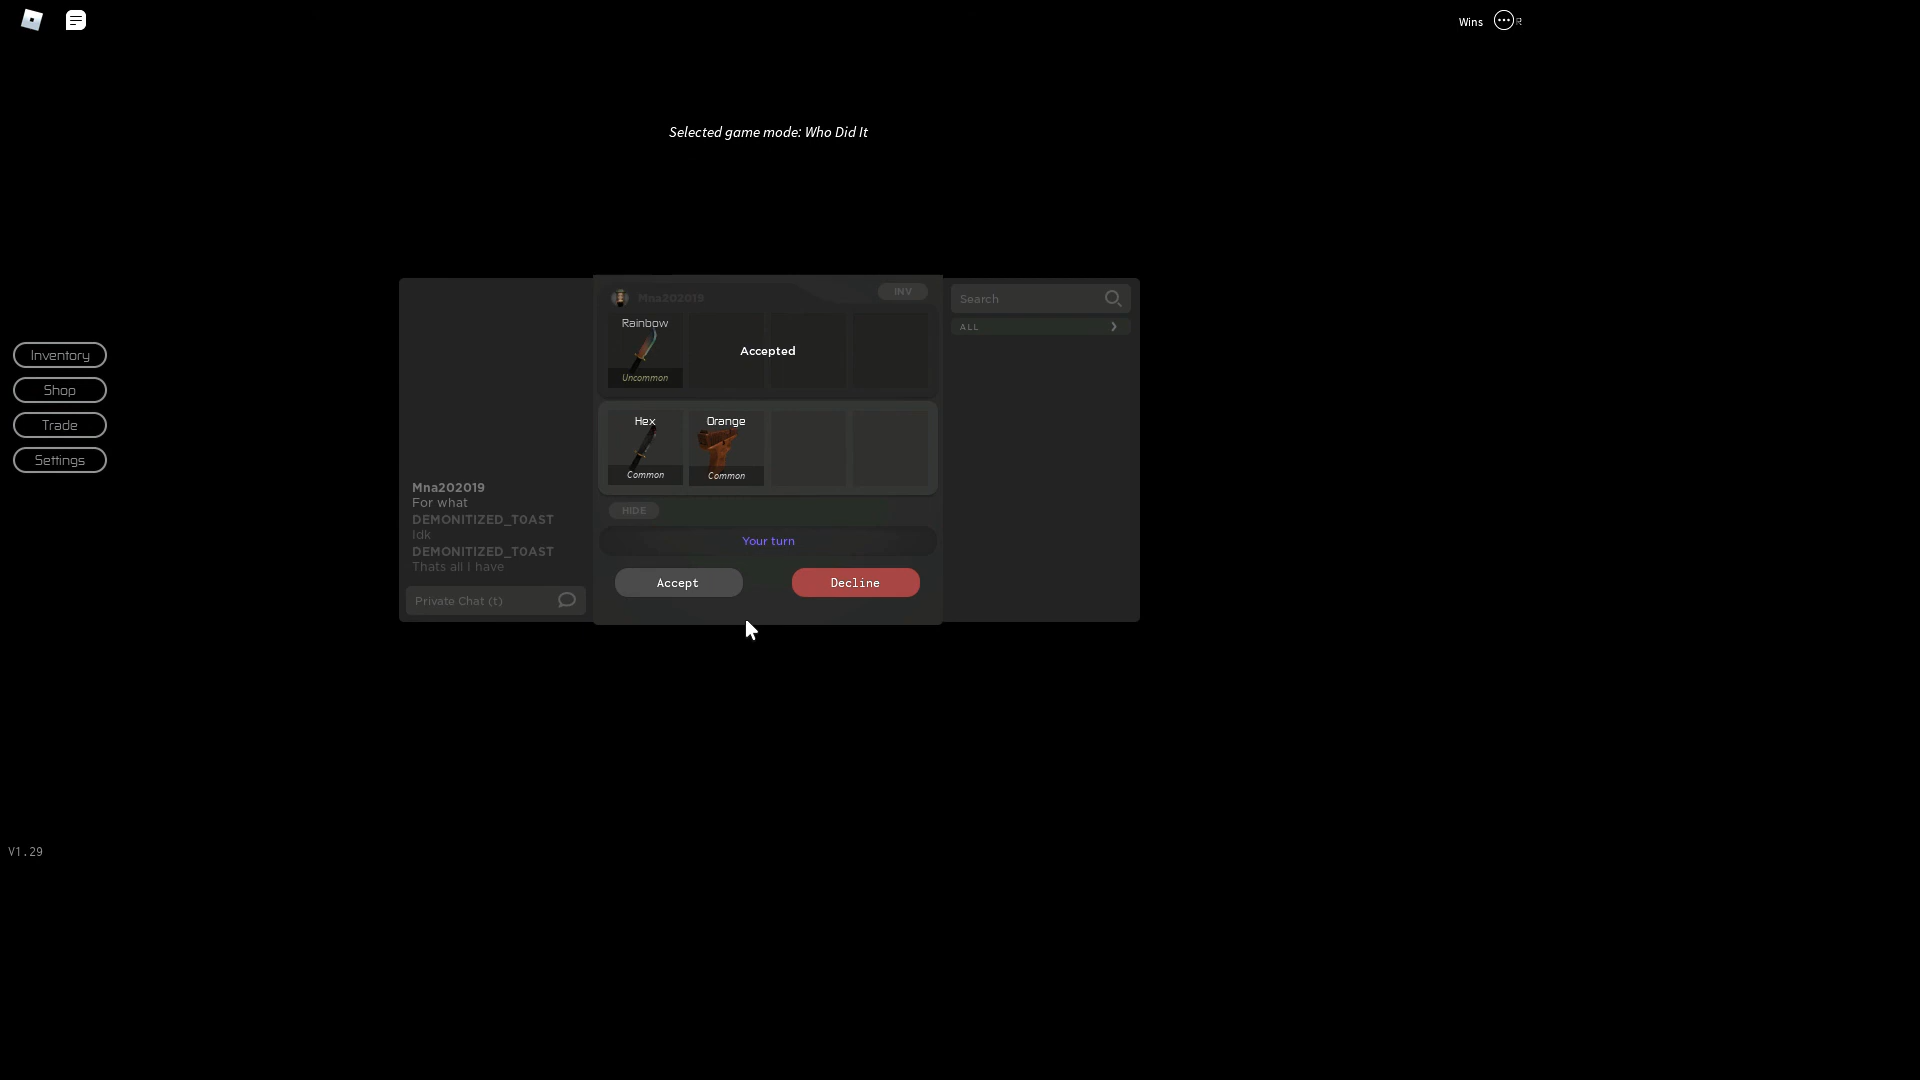 Wins
R
Selected game mode: Who Did It
Inventory
Shop
Trade
Settings
V1.29
Mna202019
For what
DEMONITIZED_T0AST
Idk
DEMONITIZED_T0AST
Thats all I have
Private Chat (t)
Mna202019
INV
Rainbow
Uncommon
Accepted
Hex
Common
Orange
Common
HIDE
Your turn
Accept
Decline
Search
ALL